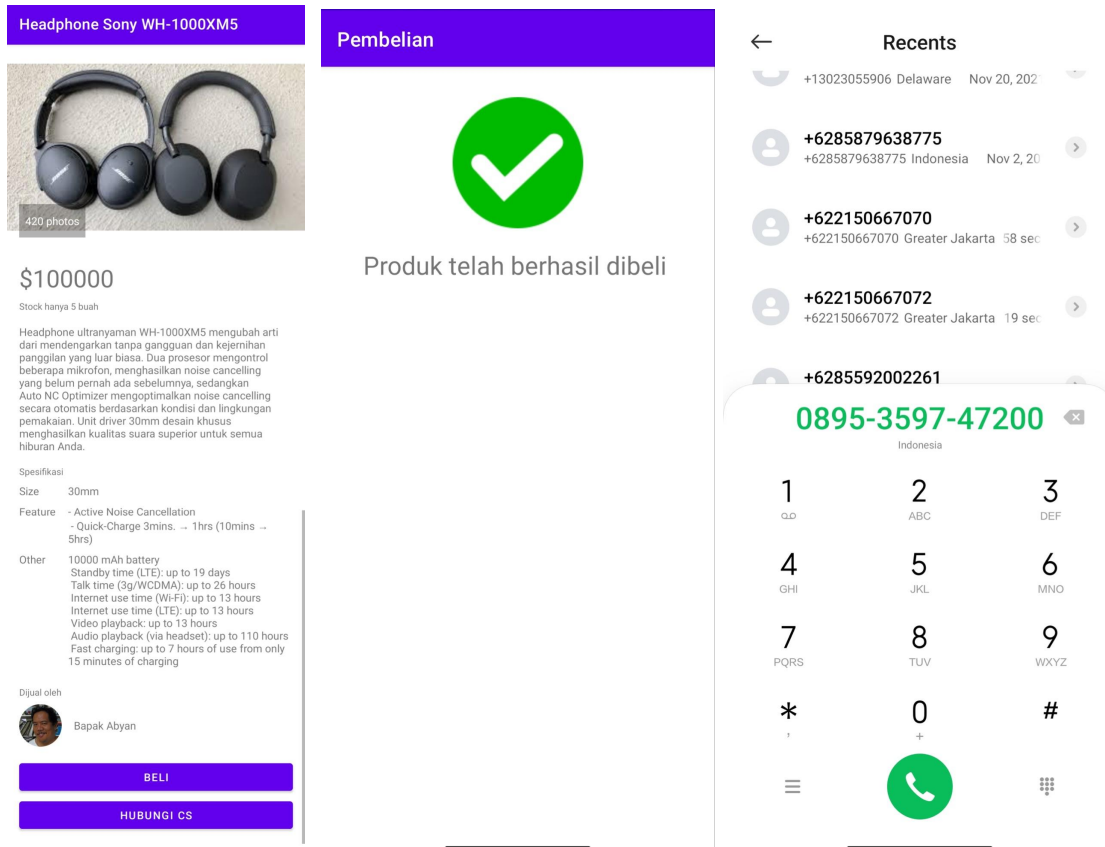 Headphone Sony WH-1000XM5
420 photos
$100000
Stock hanya 5 buah
Headphone ultranyaman WH-1000XM5 mengubah arti
dari mendengarkan tanpa gangguan dan kejernihan
panggilan yang luar biasa. Dua prosesor mengontrol
beberapa mikrofon, menghasilkan noise cancelling
yang belum pernah ada sebelumnya, sedangkan
Auto NC Optimizer mengoptimalkan noise cancelling
secara otomatis berdasarkan kondisi dan lingkungan
pemakaian. Unit driver 30mm desain khusus
menghasilkan kualitas suara superior untuk semua
hiburan Anda.
Spesifikasi
Size 30mm
Feature - Active Noise Cancellation
- Quick-Charge 3mins. → 1hrs (10mins →
5hrs)
Other 10000 mAh battery
Standby time (LTE): up to 19 days
Talk time (3g/WCDMA): up to 26 hours
Internet use time (Wi-Fi): up to 13 hours
Internet use time (LTE): up to 13 hours
Video playback: up to 13 hours
Audio playback (via headset): up to 110 hours
Fast charging: up to 7 hours of use from only
15 minutes of charging
Dijual oleh
Bapak Abyan
BELI
HUBUNGI CS
Pembelian
Produk telah berhasil dibeli
Recents
+13023055906 Delaware Nov 20, 202
+6285879638775
+6285879638775 Indonesia Nov 2, 20
+622150667070
+622150667070 Greater Jakarta 58 sec
+622150667072
+622150667072 Greater Jakarta 19 sec
+6285592002261
0895-3597-47200
Indonesia
1 2 3
ABC DEF
4 5 6
GHI JKL MNO
7 8 9
PQRS TUV WXYZ
* 0 #
, +